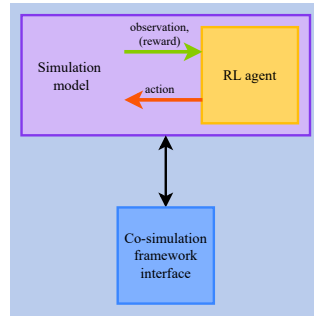 observation,
(reward)
Simulation
model
RL agent
action
Co-simulation
framework
interface